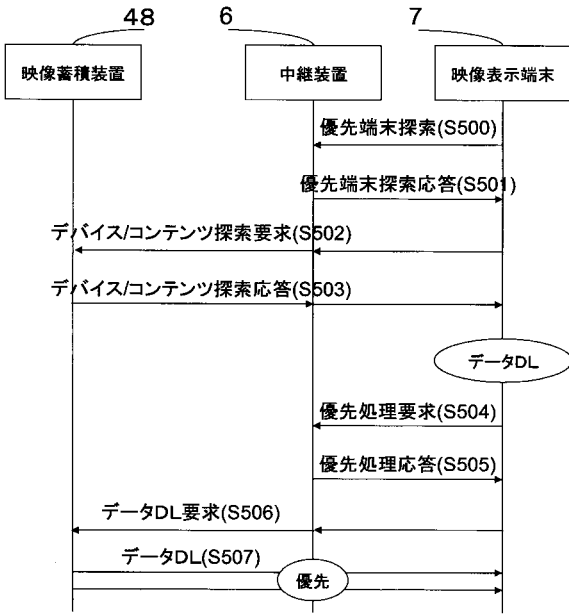 48
6
7
映像蓄積装置
中継装置
映像表示端末
優先端末探索(S500)
優先端末探索応答(S501)
デバイス/コンテンツ探索要求(S502)
デバイス/コンテンツ探索応答(S503)
データDL
優先処理要求(S504)
優先処理応答(S505)
データDL要求(S506)
データDL(S507)
優先